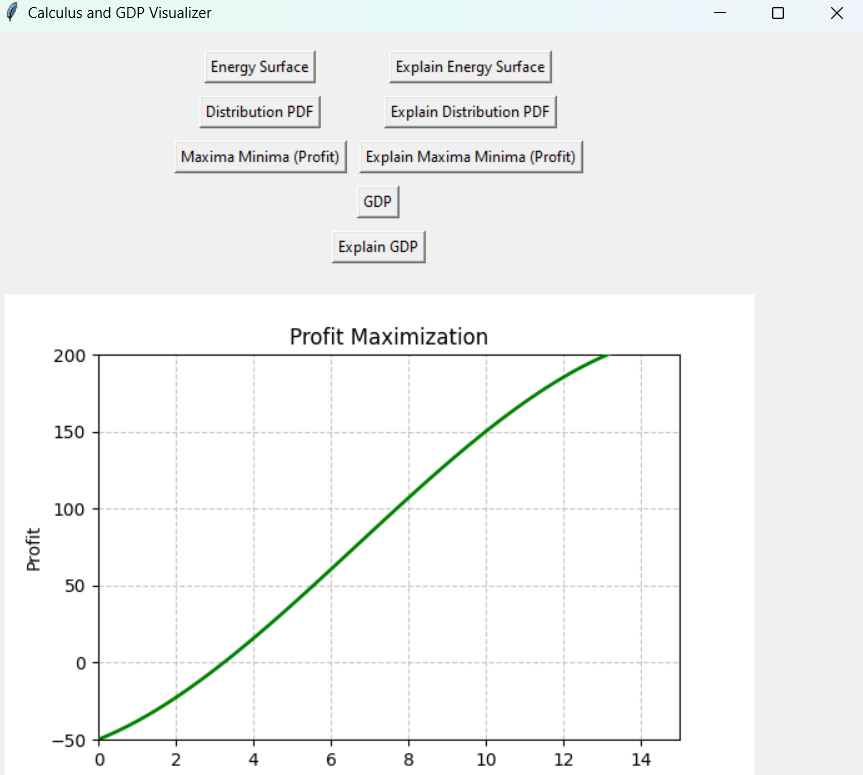 Calculus and GDP Visualizer
Energy Surface Explain Energy Surface
Distribution PDF Explain Distribution PDF
Maxima Minima (Profit) Explain Maxima Minima (Profit)
GDP
Explain GDP
Profit Maximization
200
150
100
50
0
−50
Profit
0 2 4 6 8 10 12 14